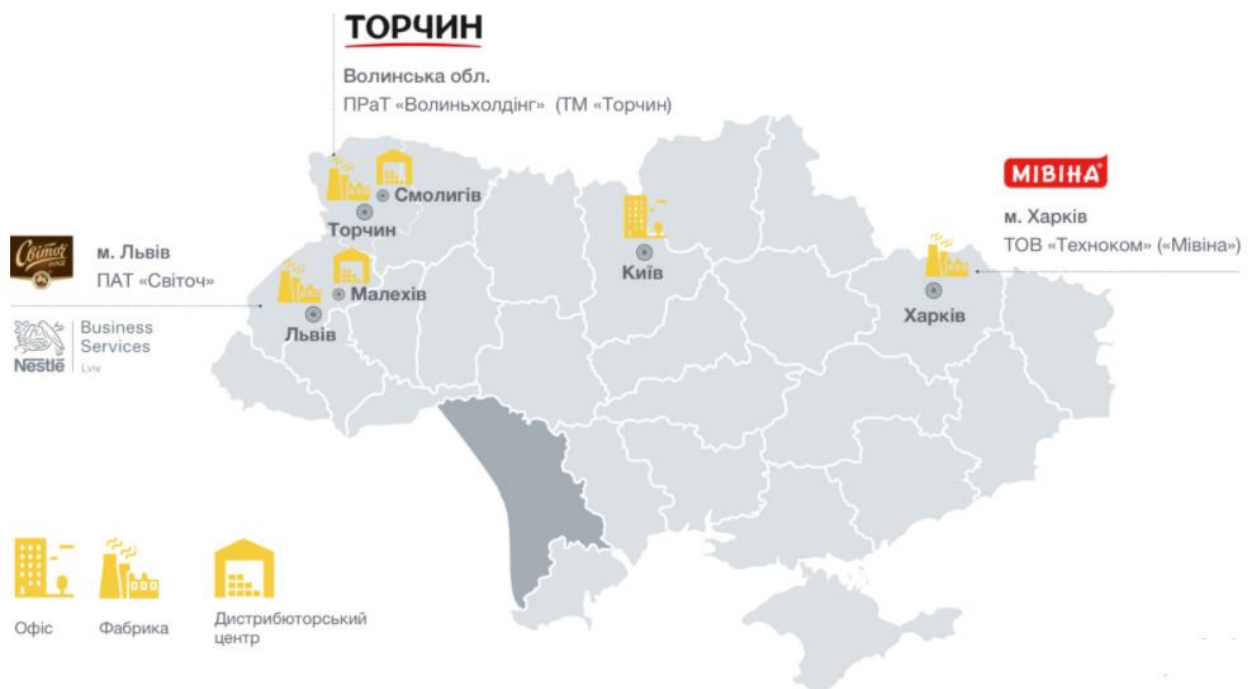 ТОРЧИН
Волинська обл.
ПРаТ «Волиньхолдінг» (ТМ «Торчин)
МІВІНА
м. Харків
ТОВ «Техноком» («Мівіна»)
Смолигів
Торчин
Світоч
м. Львів
ПАТ «Світоч»
Київ
Харків
Малехів
Львів
Nestlé
Business
Services
Lviv
Офіс
Фабрика
Дистрибюторський
центр